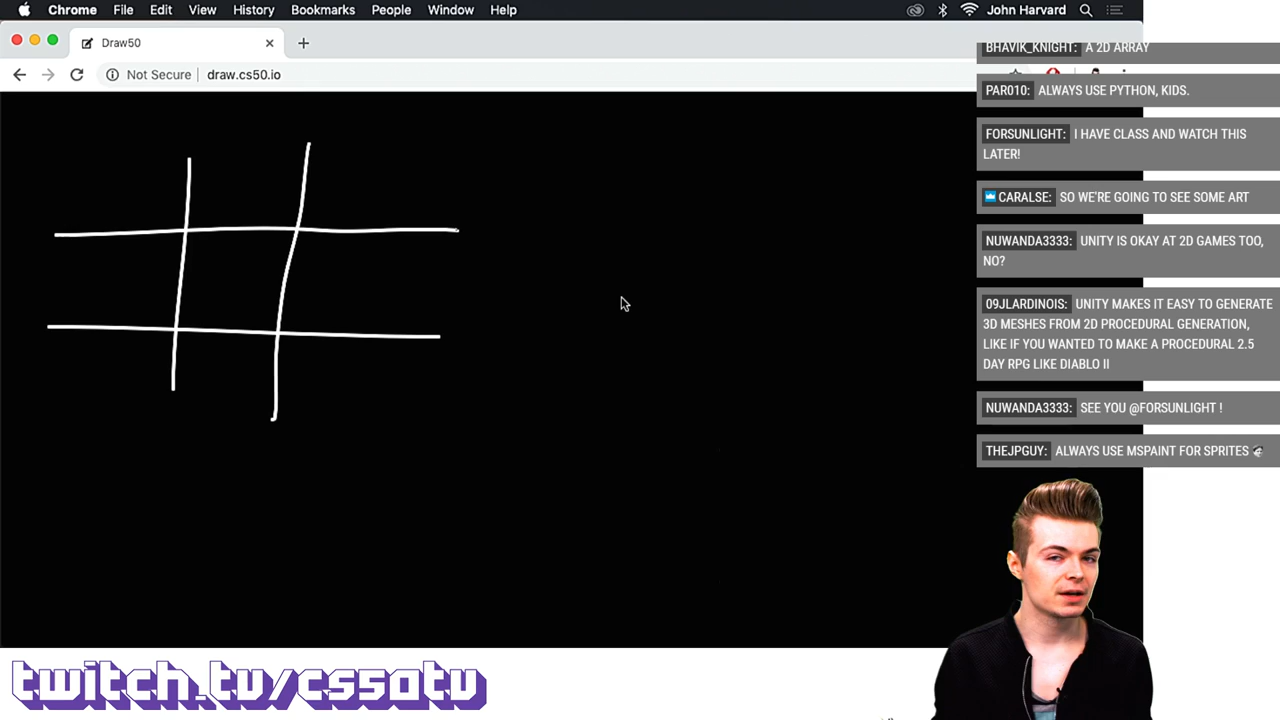 Chrome File Edit View History Bookmarks People Window Help John Harvard
Draw50
Not Secure draw.cs50.io
BHAVIK_KNIGHT: A 2D ARRAY
PAR010: ALWAYS USE PYTHON, KIDS.
FORSUNLIGHT: I HAVE CLASS AND WATCH THIS
LATER!
CARALSE: SO WE'RE GOING TO SEE SOME ART
NUWANDA3333: UNITY IS OKAY AT 2D GAMES TOO,
NO?
09JLARDINOIS: UNITY MAKES IT EASY TO GENERATE
3D MESHES FROM 2D PROCEDURAL GENERATION,
LIKE IF YOU WANTED TO MAKE A PROCEDURAL 2.5
DAY RPG LIKE DIABLO II
NUWANDA3333: SEE YOU @FORSUNLIGHT !
THEJPGUY: ALWAYS USE MSPAINT FOR SPRITES
twitch.tv/cs50tv